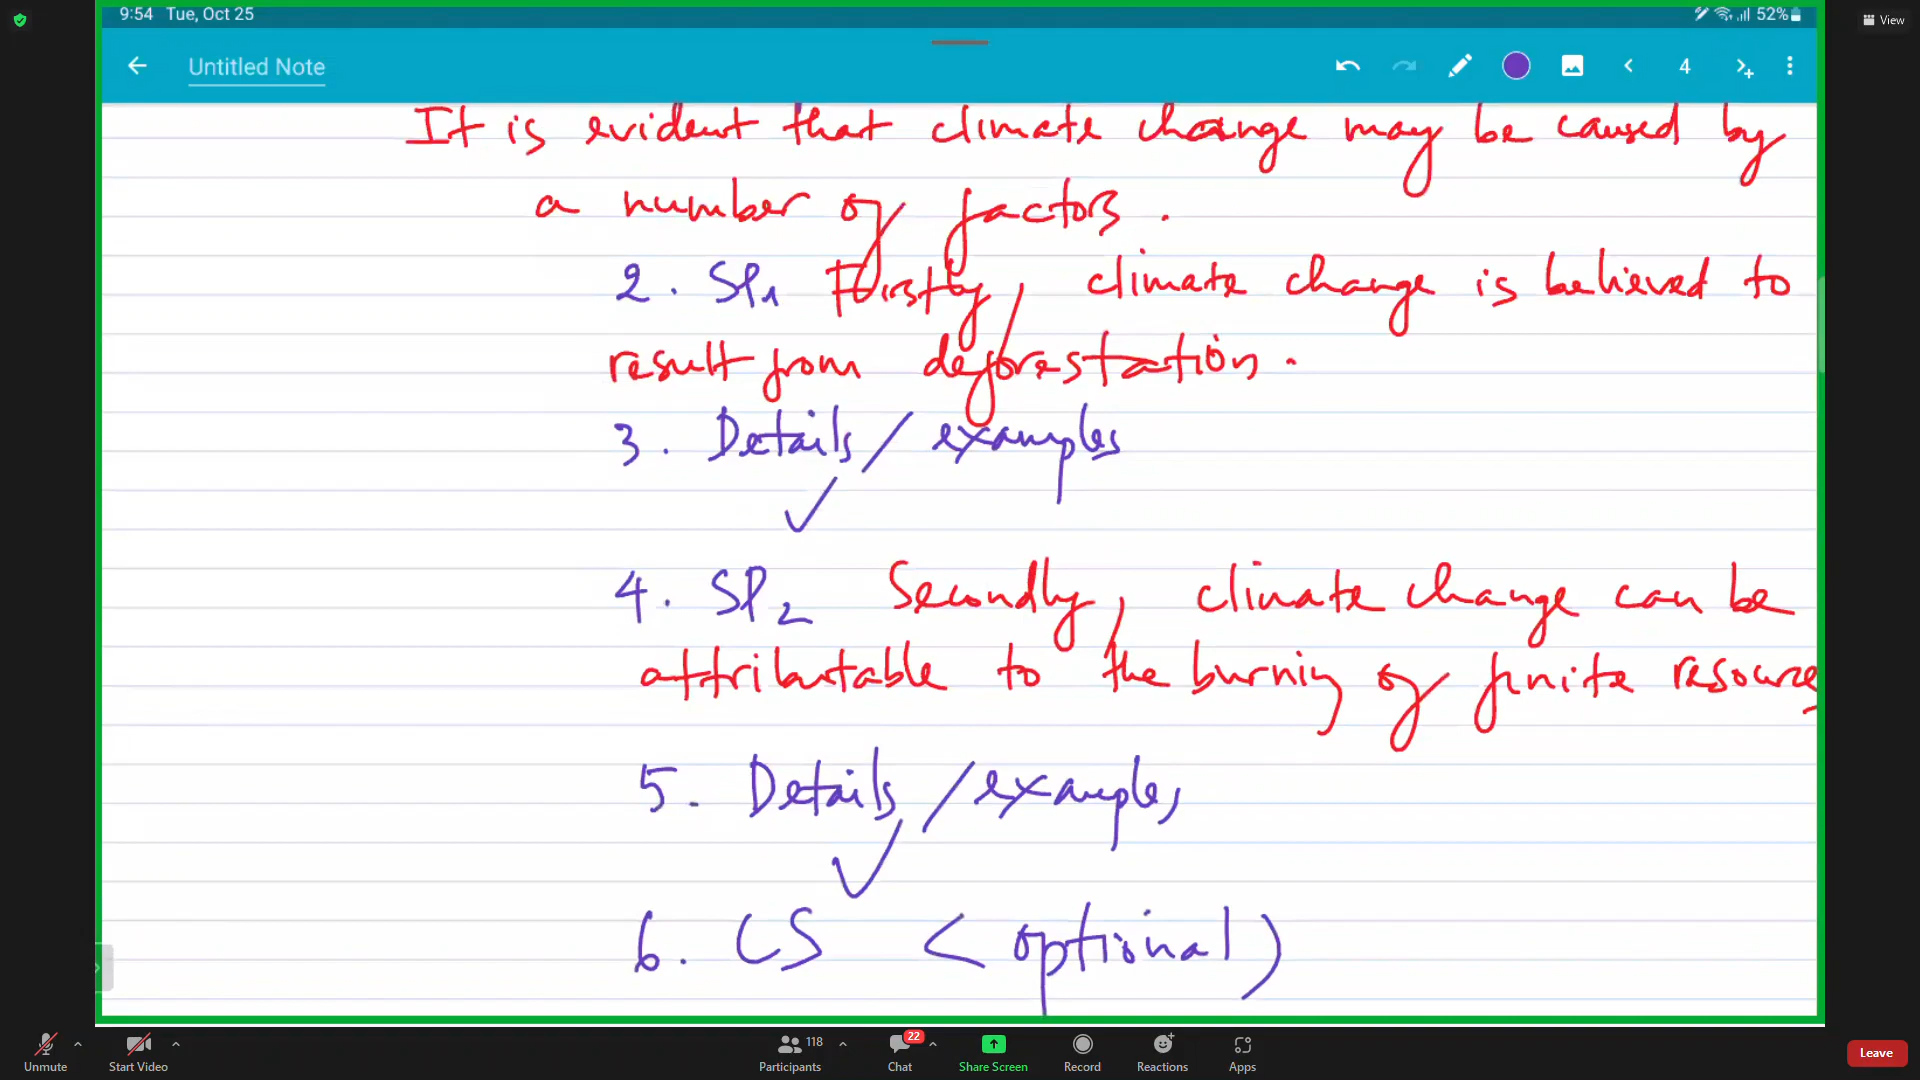 9:54 Tue, Oct 25
52%
View
Untitled Note
4
It is evident that climate change may be caused by
a number of factors.
2. SP1 Firstly, climate change is believed to
result from deforestation.
3. Details / examples
4. SP2 Secondly, climate change can be
attributable to the burning of finite resources
5. Details / examples
6. CS (optional)
Unmute
Start Video
118
Participants
22
Chat
Share Screen
Record
Reactions
Apps
Leave